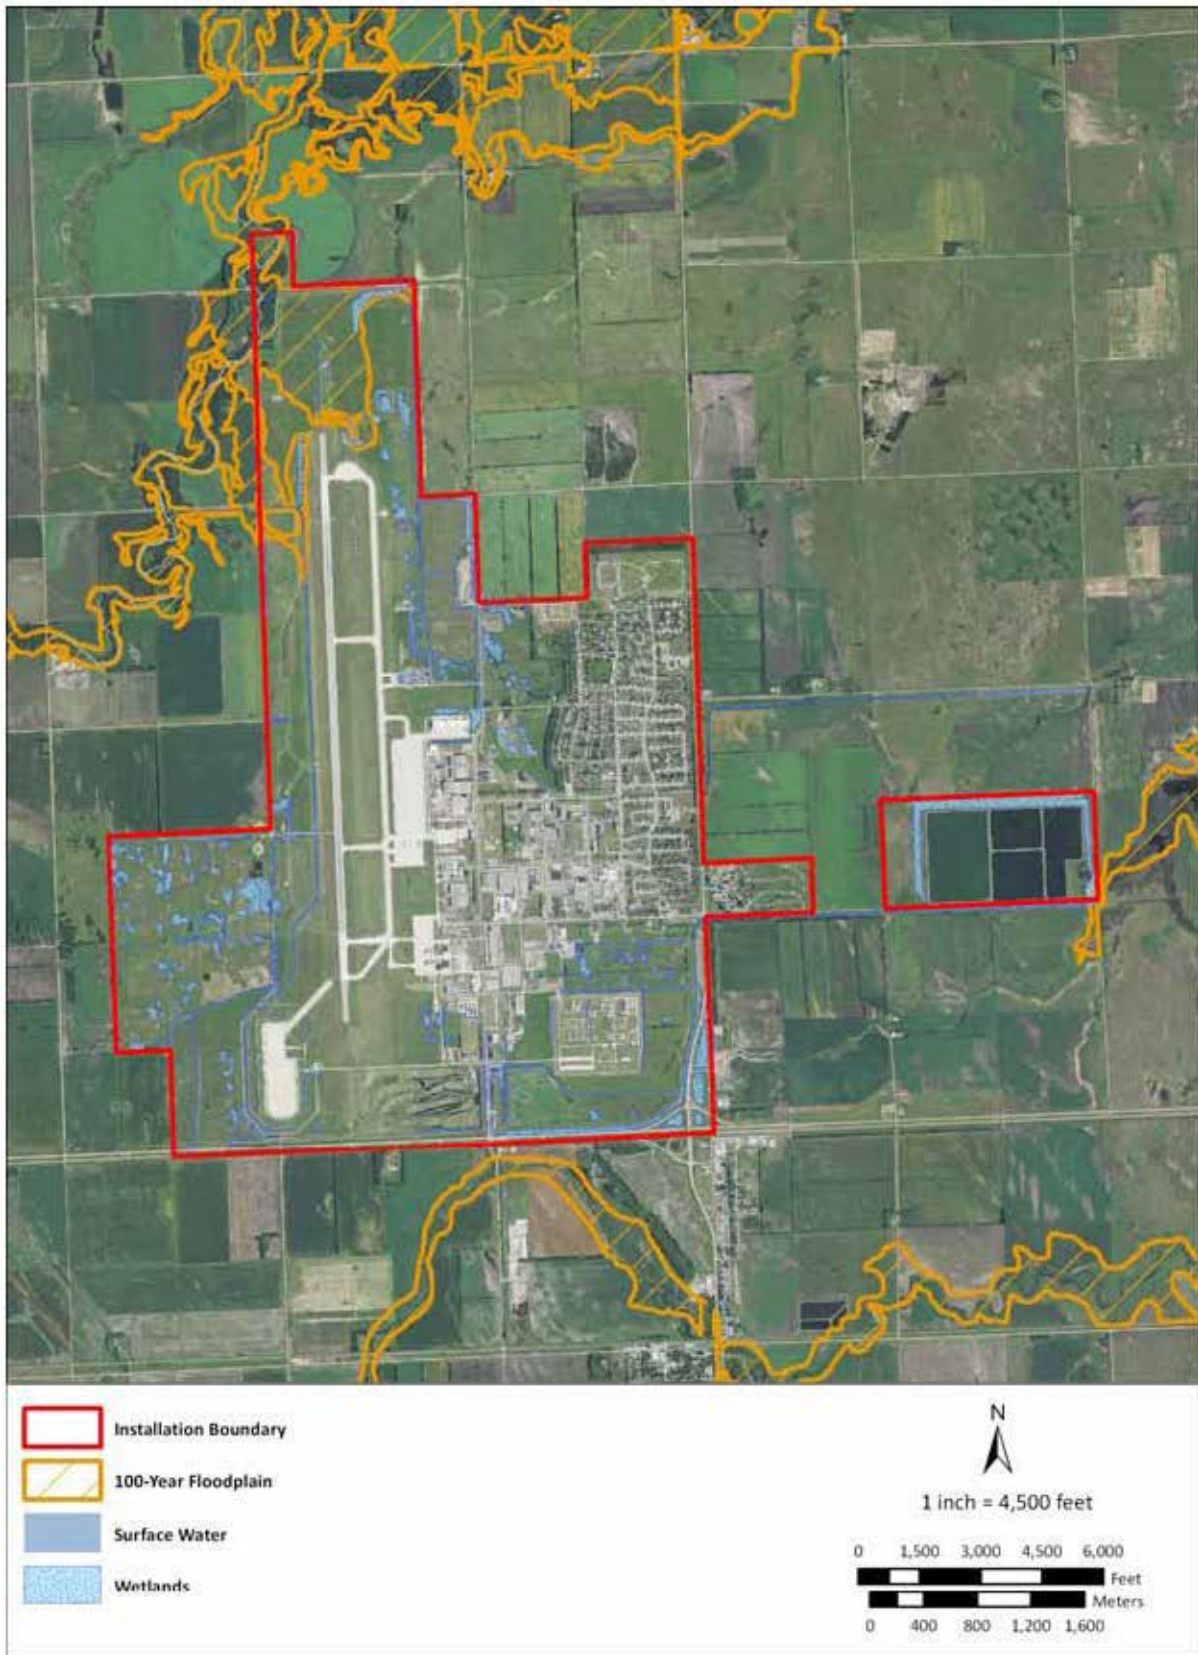 Installation Boundary
100-Year Floodplain
Surface Water
Wetlands
N
1 inch = 4,500 feet
0 1,500 3,000 4,500 6,000
Feet
Meters
0 400 800 1,200 1,600